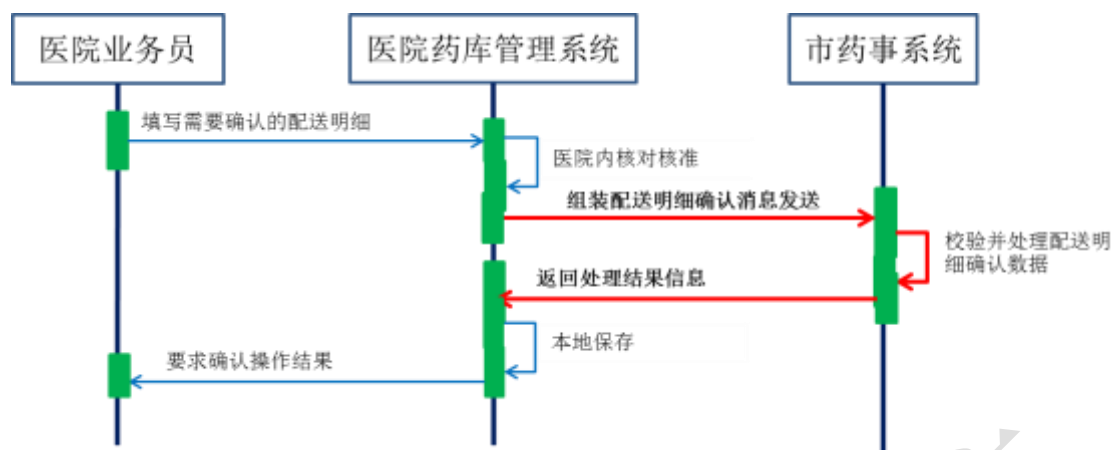 医院业务员
医院药库管理系统
市药事系统
填写需要确认的配送明细
医院内核对核准
组装配送明细确认消息发送
校验并处理配送明
细确认数据
返回处理结果信息
本地保存
要求确认操作结果